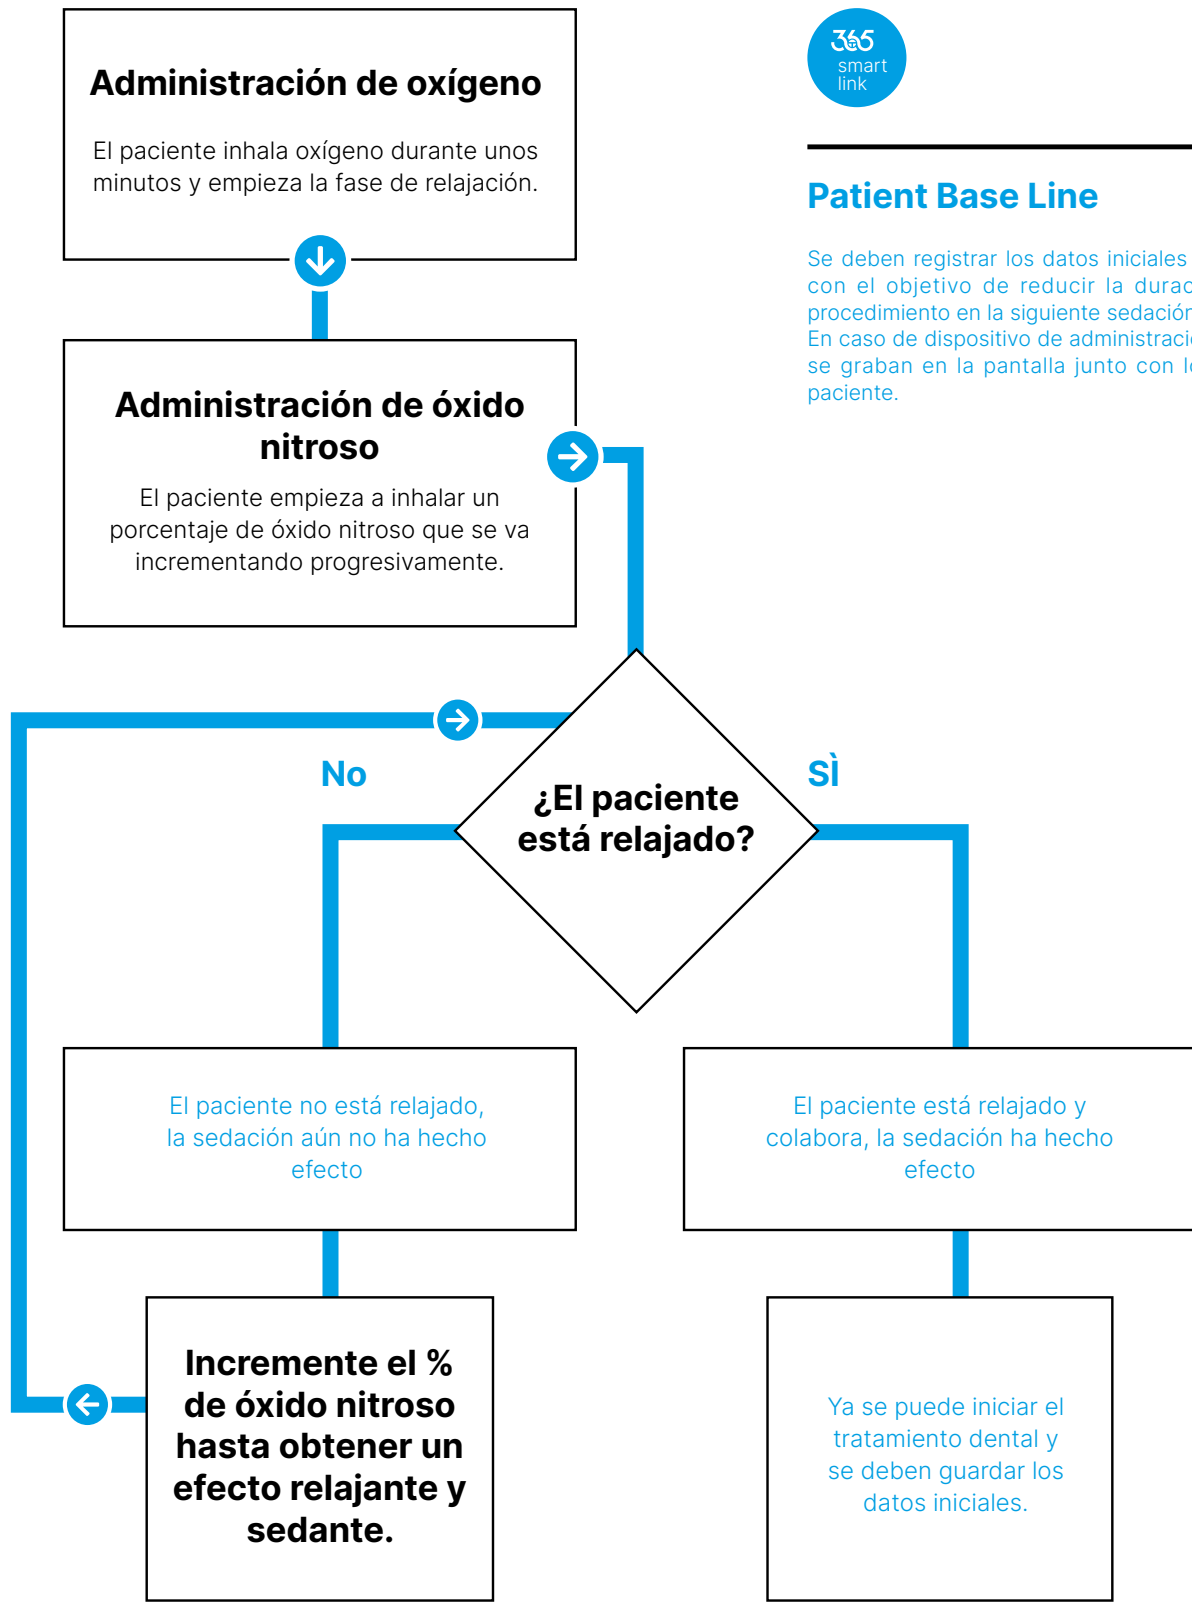 Administración de oxígeno
El paciente inhala oxígeno durante unos
minutos y empieza la fase de relajación.
365
smart
link
Patient Base Line
Se deben registrar los datos iniciales
con el objetivo de reducir la
procedimiento en la siguiente sedación
En caso de dispositivo de
se graban en la pantalla junto con
paciente.
Administración de óxido
nitroso
El paciente empieza a inhalar un
porcentaje de óxido nitroso que se va
incrementando progresivamente.
No
SÌ
¿El paciente
está relajado?
El paciente no está relajado,
la sedación aún no ha hecho
efecto
El paciente está relajado y
colabora, la sedación ha hecho
efecto
Incremente el %
de óxido nitroso
hasta obtener un
efecto relajante y
sedante.
Ya se puede iniciar el
tratamiento dental y
se deben guardar los
datos iniciales.